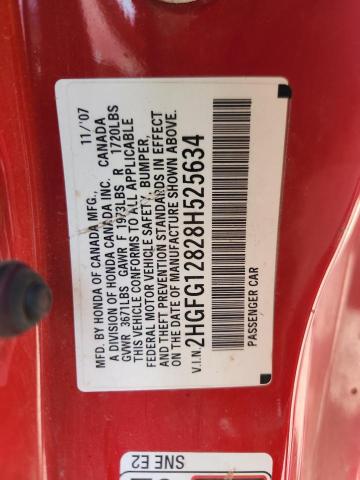 MFD. BY HONDA OF CANADA MFG., 11/'07
A DIVISION OF HONDA CANADA INC. CANADA
GVWR 3671LBS GAWR F 1973LBS R 1720LBS
THIS VEHICLE CONFORMS TO ALL APPLICABLE
FEDERAL MOTOR VEHICLE SAFETY, BUMPER,
AND THEFT PREVENTION STANDARDS IN EFFECT
ON THE DATE OF MANUFACTURE SHOWN ABOVE.
V.I.N. 2HGFG12828H525634
PASSENGER CAR
SNE E2